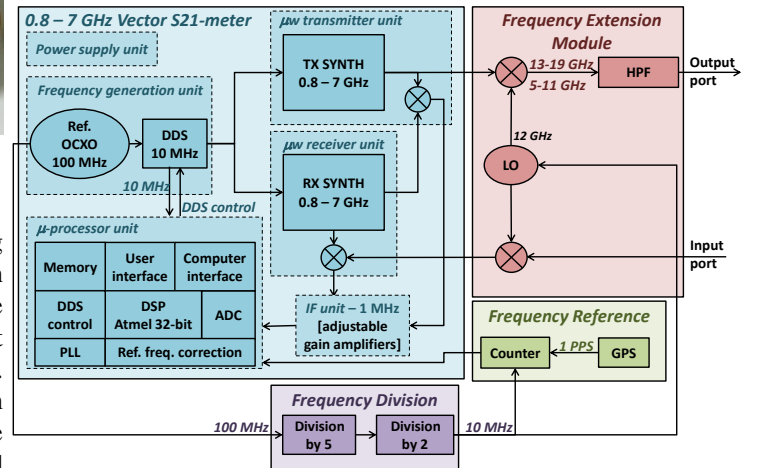 0.8 – 7 GHz Vector S21-meter
Power supply unit
Frequency generation unit
Ref.
OCXO
100 MHz
DDS
10 MHz
10 MHz
DDS control
μw transmitter unit
TX SYNTH
0.8 – 7 GHz
μw receiver unit
RX SYNTH
0.8 – 7 GHz
μ-processor unit
Memory
User
interface
Computer
interface
DDS
control
DSP
Atmel 32-bit
ADC
PLL
Ref. freq. correction
IF unit – 1 MHz
[adjustable
gain amplifiers]
Frequency Extension
Module
13-19 GHz
5-11 GHz
HPF
Output
port
12 GHz
LO
Input
port
Frequency Reference
Counter
1 PPS
GPS
Frequency Division
100 MHz
Division
by 5
Division
by 2
10 MHz